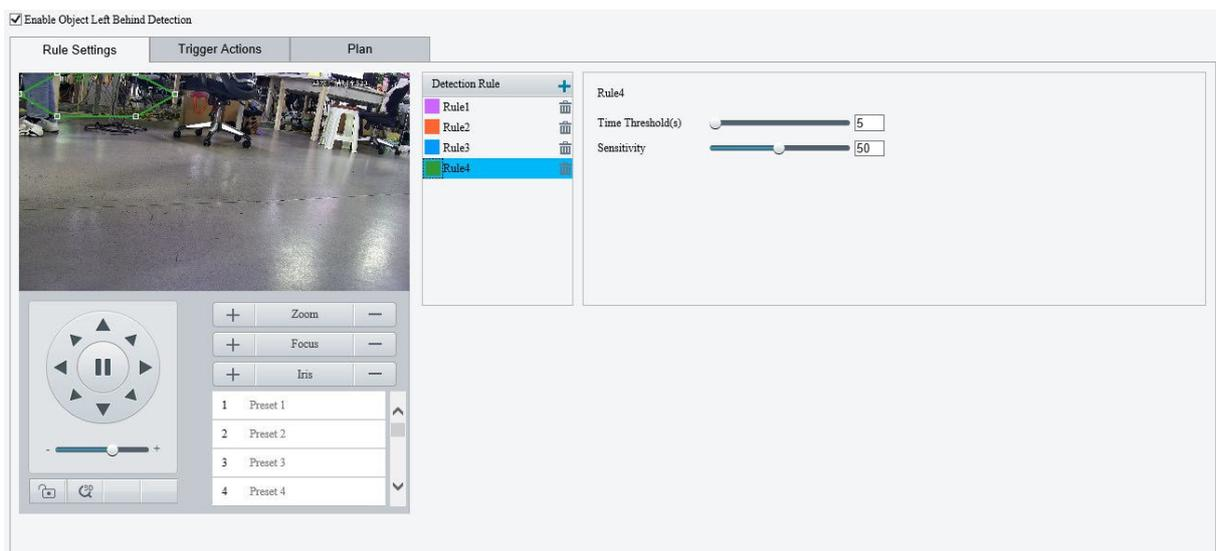 Enable Object Left Behind Detection
Rule Settings
Trigger Actions
Plan
Detection Rule
Rule1
Rule2
Rule3
Rule4
Rule4
Time Threshold(s)
5
Sensitivity
50
+ Zoom —
+ Focus —
+ Iris —
1 Preset 1
2 Preset 2
3 Preset 3
4 Preset 4
- +
3D